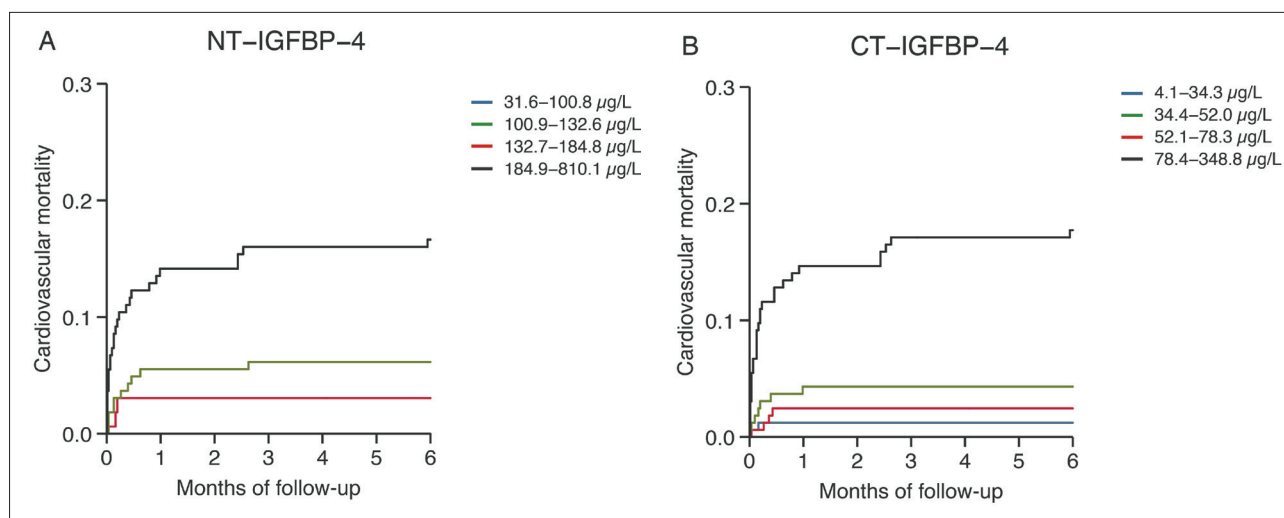 A
NT–IGFBP–4
Cardiovascular mortality
0.3
0.2
0.1
0.0
0 1 2 3 4 5 6
Months of follow-up
31.6–100.8 µg/L
100.9–132.6 µg/L
132.7–184.8 µg/L
184.9–810.1 µg/L
B
CT–IGFBP–4
Cardiovascular mortality
0.3
0.2
0.1
0.0
0 1 2 3 4 5 6
Months of follow-up
4.1–34.3 µg/L
34.4–52.0 µg/L
52.1–78.3 µg/L
78.4–348.8 µg/L